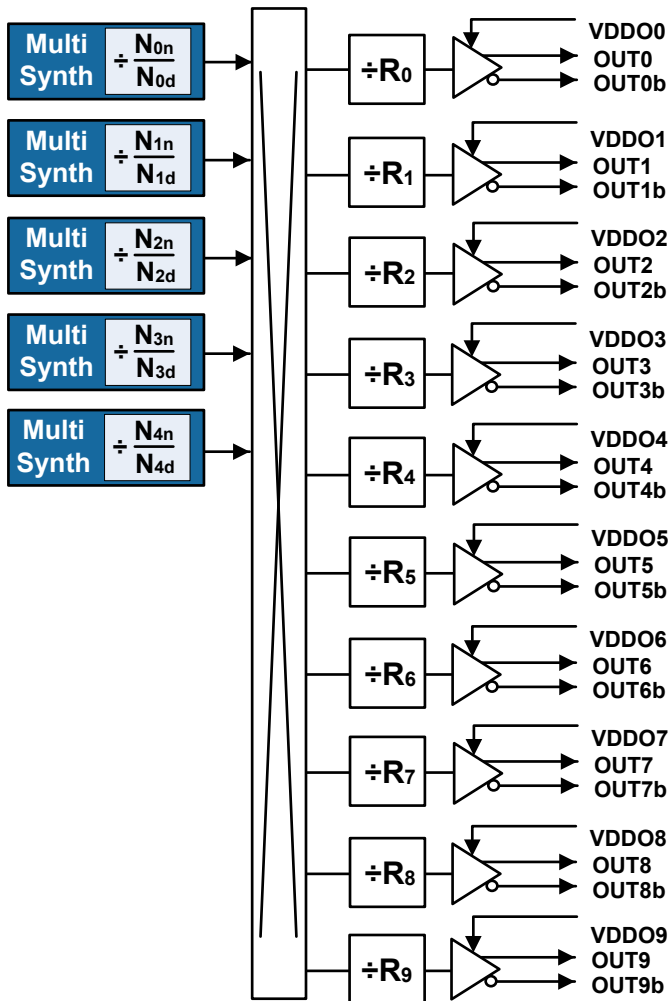 Multi Synth ÷ N0n / N0d
Multi Synth ÷ N1n / N1d
Multi Synth ÷ N2n / N2d
Multi Synth ÷ N3n / N3d
Multi Synth ÷ N4n / N4d
÷R0
VDDO0
OUT0
OUT0b
÷R1
VDDO1
OUT1
OUT1b
÷R2
VDDO2
OUT2
OUT2b
÷R3
VDDO3
OUT3
OUT3b
÷R4
VDDO4
OUT4
OUT4b
÷R5
VDDO5
OUT5
OUT5b
÷R6
VDDO6
OUT6
OUT6b
÷R7
VDDO7
OUT7
OUT7b
÷R8
VDDO8
OUT8
OUT8b
÷R9
VDDO9
OUT9
OUT9b